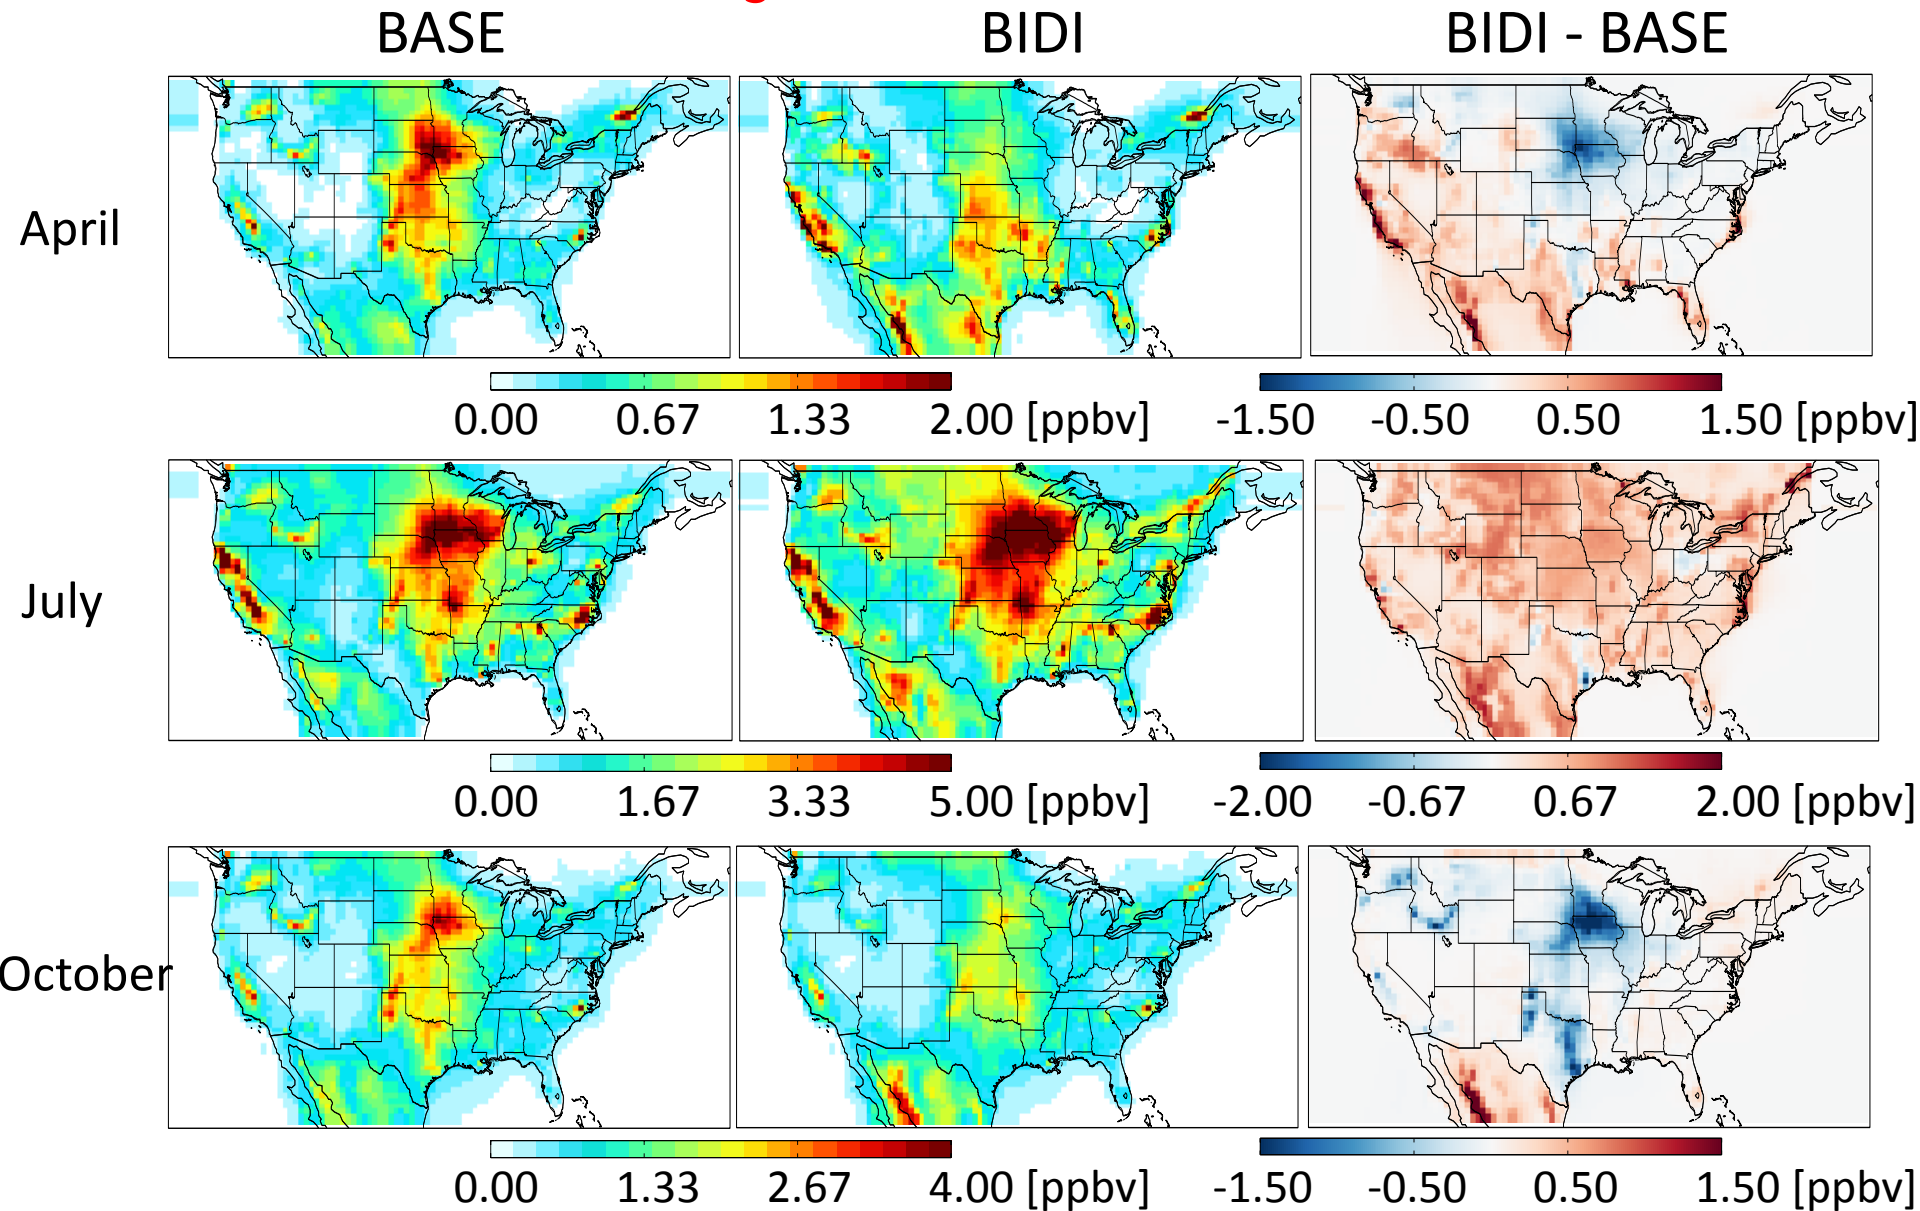 BASE BIDI BIDI - BASE
April
0.00 0.67 1.33 2.00 [ppbv] -1.50 -0.50 0.50 1.50 [ppbv]
July
0.00 1.67 3.33 5.00 [ppbv] -2.00 -0.67 0.67 2.00 [ppbv]
October
0.00 1.33 2.67 4.00 [ppbv] -1.50 -0.50 0.50 1.50 [ppbv]